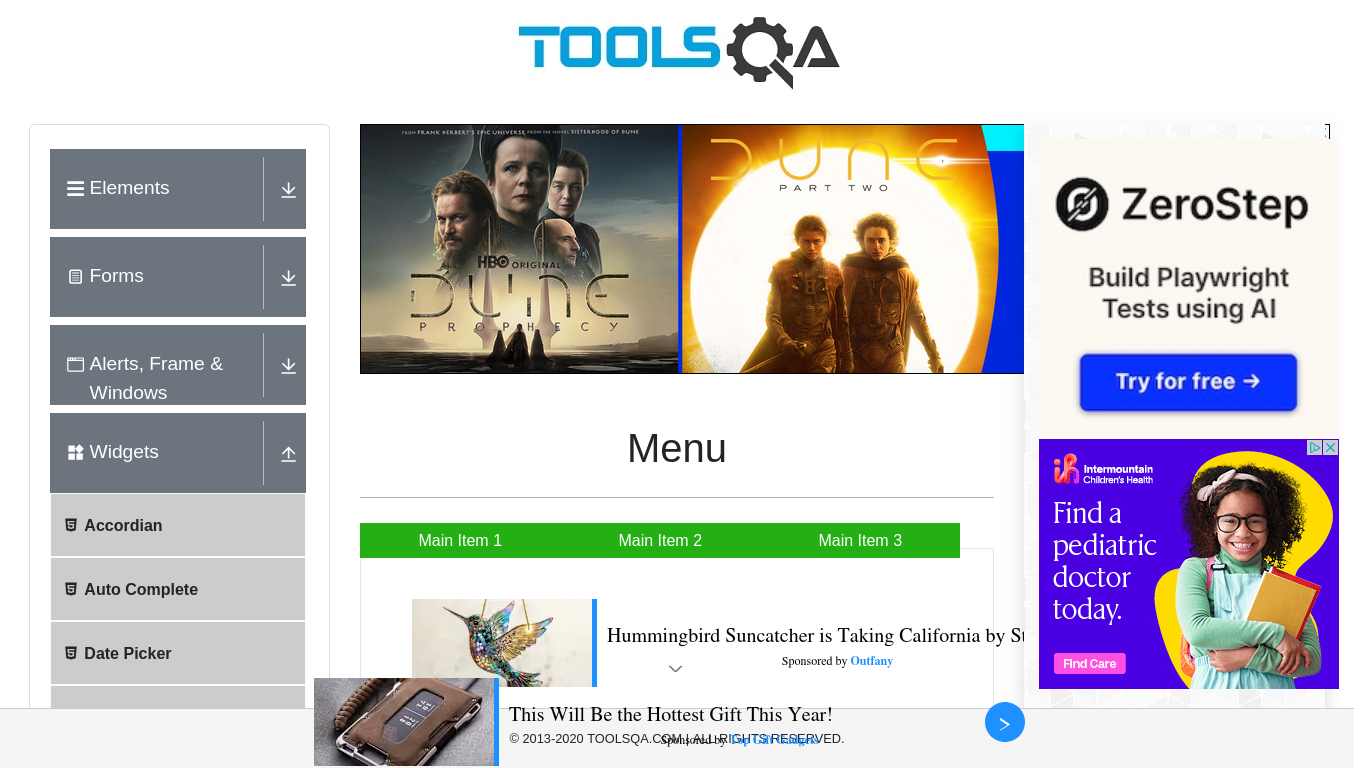 TOOLSQA
Elements
Forms
Alerts, Frame &
Windows
Widgets
Accordian
Auto Complete
Date Picker
FROM FRANK HERBERT'S EPIC UNIVERSE FROM THE NOVEL SISTERHOOD OF DUNE
HBO ORIGINAL
DUNE
PROPHECY
DUNE
PART TWO
Menu
Main Item 1
Main Item 2
Main Item 3
Hummingbird Suncatcher is Taking California by St
Sponsored by Outfany
This Will Be the Hottest Gift This Year!
Sponsored by Top Gift Gadgets
© 2013-2020 TOOLSQA.COM | ALL RIGHTS RESERVED.
ZeroStep
Build Playwright
Tests using AI
Try for free →
Intermountain
Children's Health
Find a
pediatric
doctor
today.
Find Care